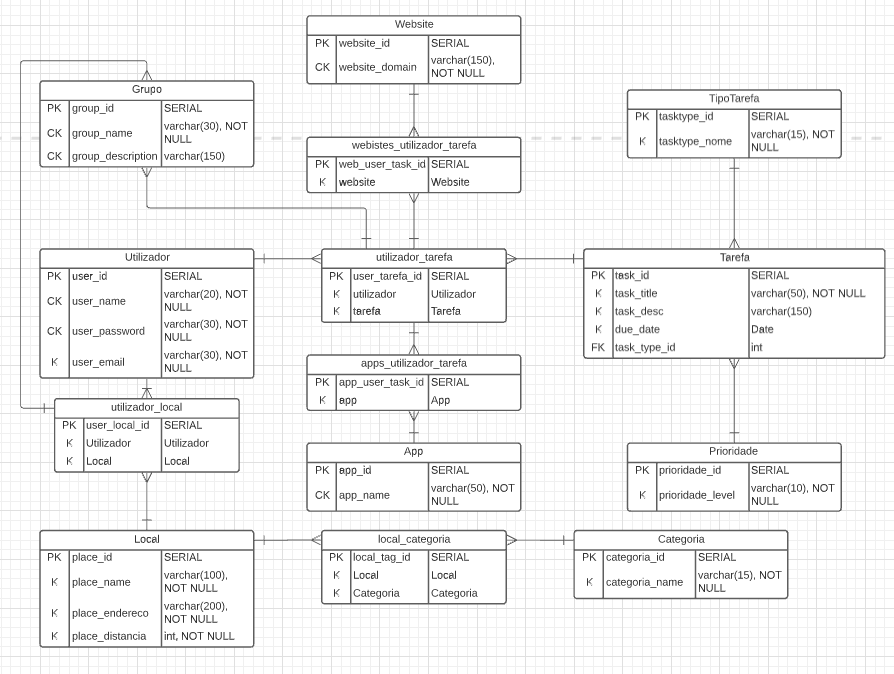 Website
PK website_id SERIAL
CK website_domain varchar(150),
NOT NULL
Grupo
PK group_id SERIAL
CK group_name varchar(30), NOT
NULL
CK group_description varchar(150)
TipoTarefa
PK tasktype_id SERIAL
K tasktype_nome varchar(15), NOT
NULL
webistes_utilizador_tarefa
PK web_user_task_id SERIAL
K website Website
Utilizador
PK user_id SERIAL
CK user_name varchar(20), NOT
NULL
CK user_password varchar(30), NOT
NULL
K user_email varchar(30), NOT
NULL
utilizador_tarefa
PK user_tarefa_id SERIAL
K utilizador Utilizador
K tarefa Tarefa
Tarefa
PK task_id SERIAL
K task_title varchar(50), NOT NULL
K task_desc varchar(150)
K due_date Date
FK task_type_id int
apps_utilizador_tarefa
PK app_user_task_id SERIAL
K app App
utilizador_local
PK user_local_id SERIAL
K Utilizador Utilizador
K Local Local
App
PK app_id SERIAL
CK app_name varchar(50), NOT
NULL
Prioridade
PK prioridade_id SERIAL
K prioridade_level varchar(10), NOT
NULL
Local
PK place_id SERIAL
K place_name varchar(100),
NOT NULL
K place_endereco varchar(200),
NOT NULL
K place_distancia int, NOT NULL
local_categoria
PK local_tag_id SERIAL
K Local Local
K Categoria Categoria
Categoria
PK categoria_id SERIAL
K categoria_name varchar(15), NOT
NULL